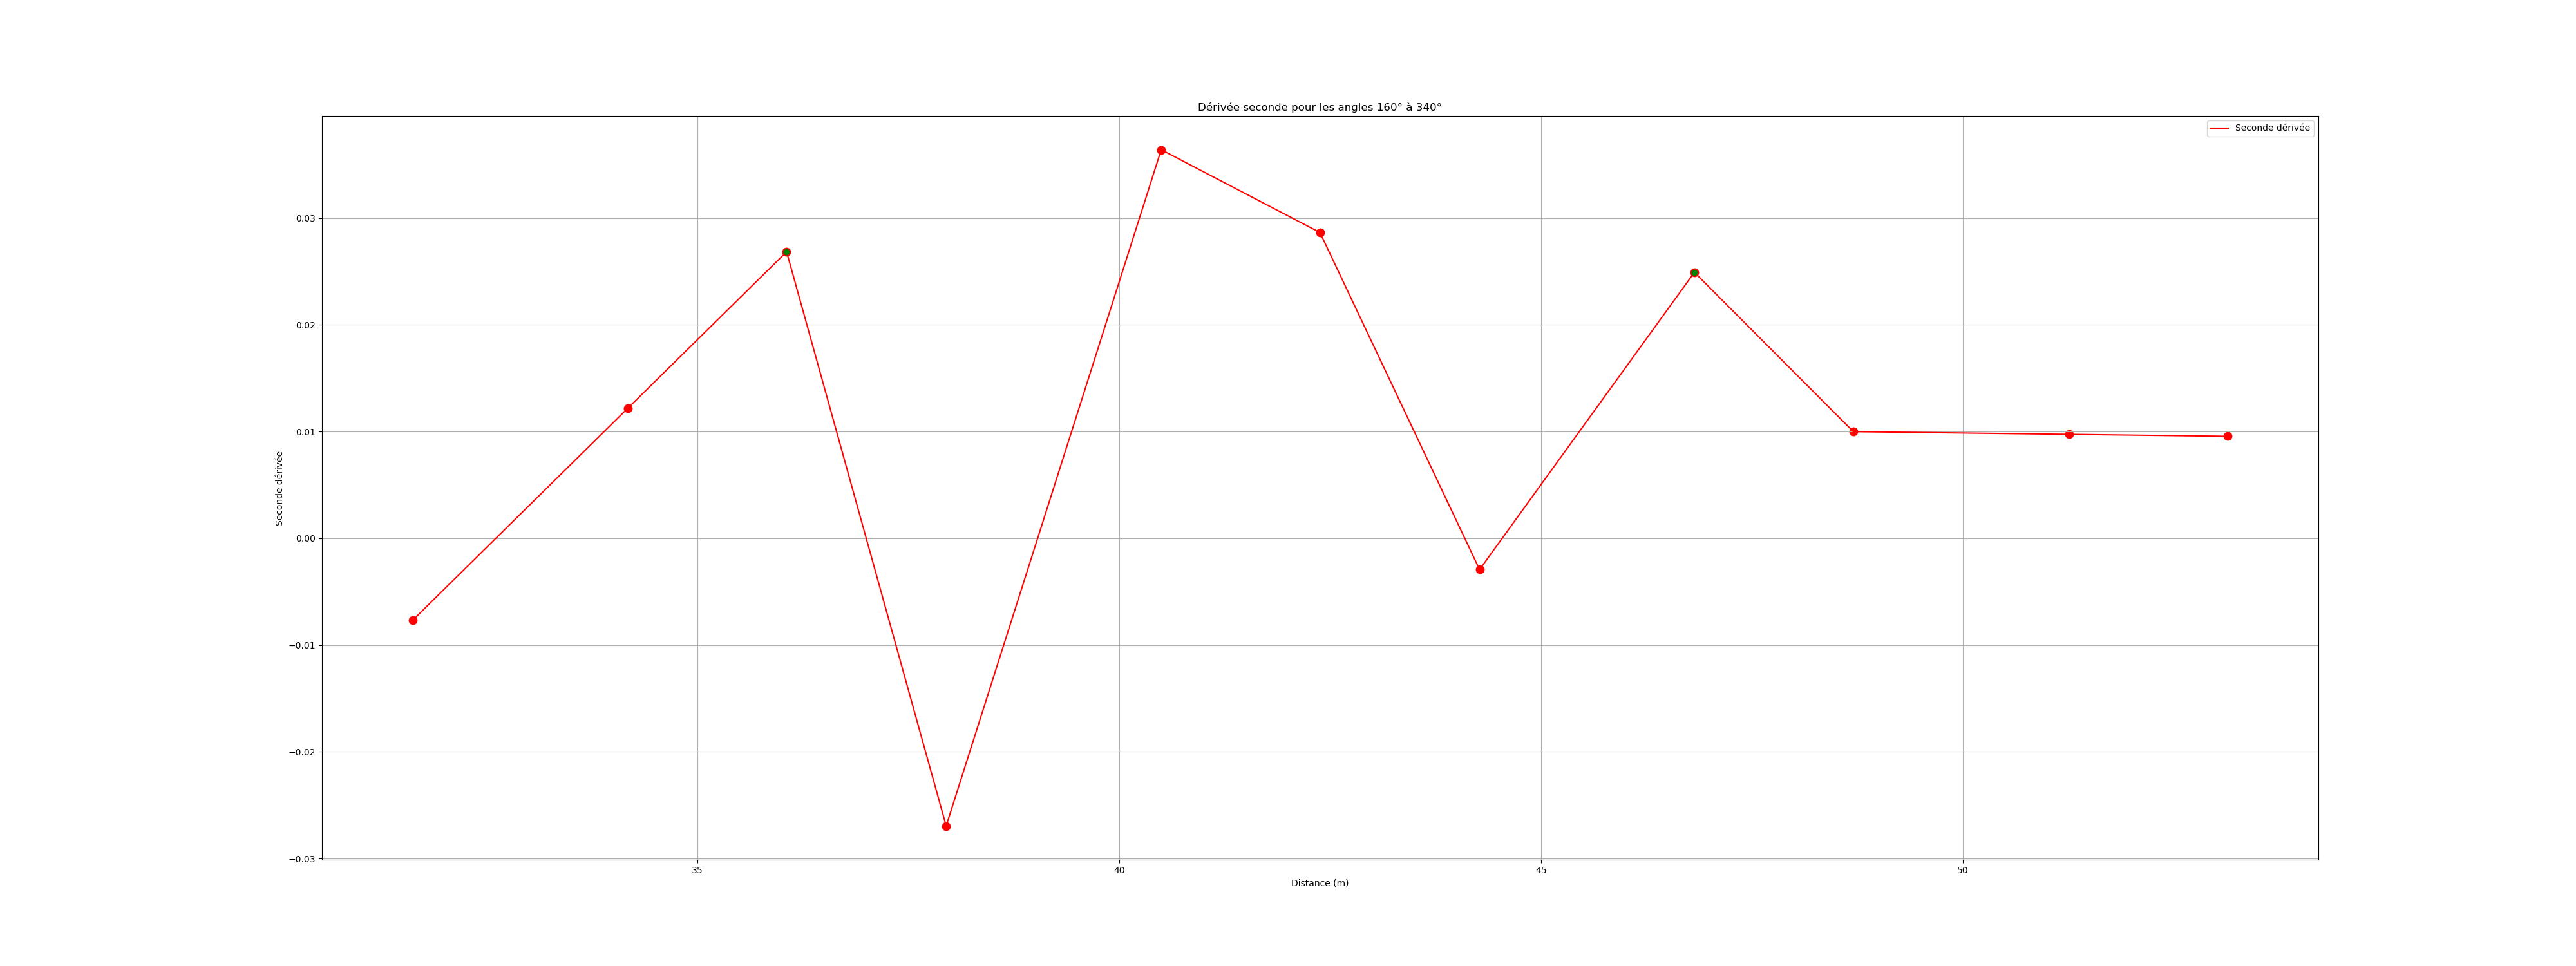 Dérivée seconde pour les angles 160° à 340°
Seconde dérivée
Seconde dérivée
0.03
0.02
0.01
0.00
−0.01
−0.02
−0.03
35
40
45
50
Distance (m)